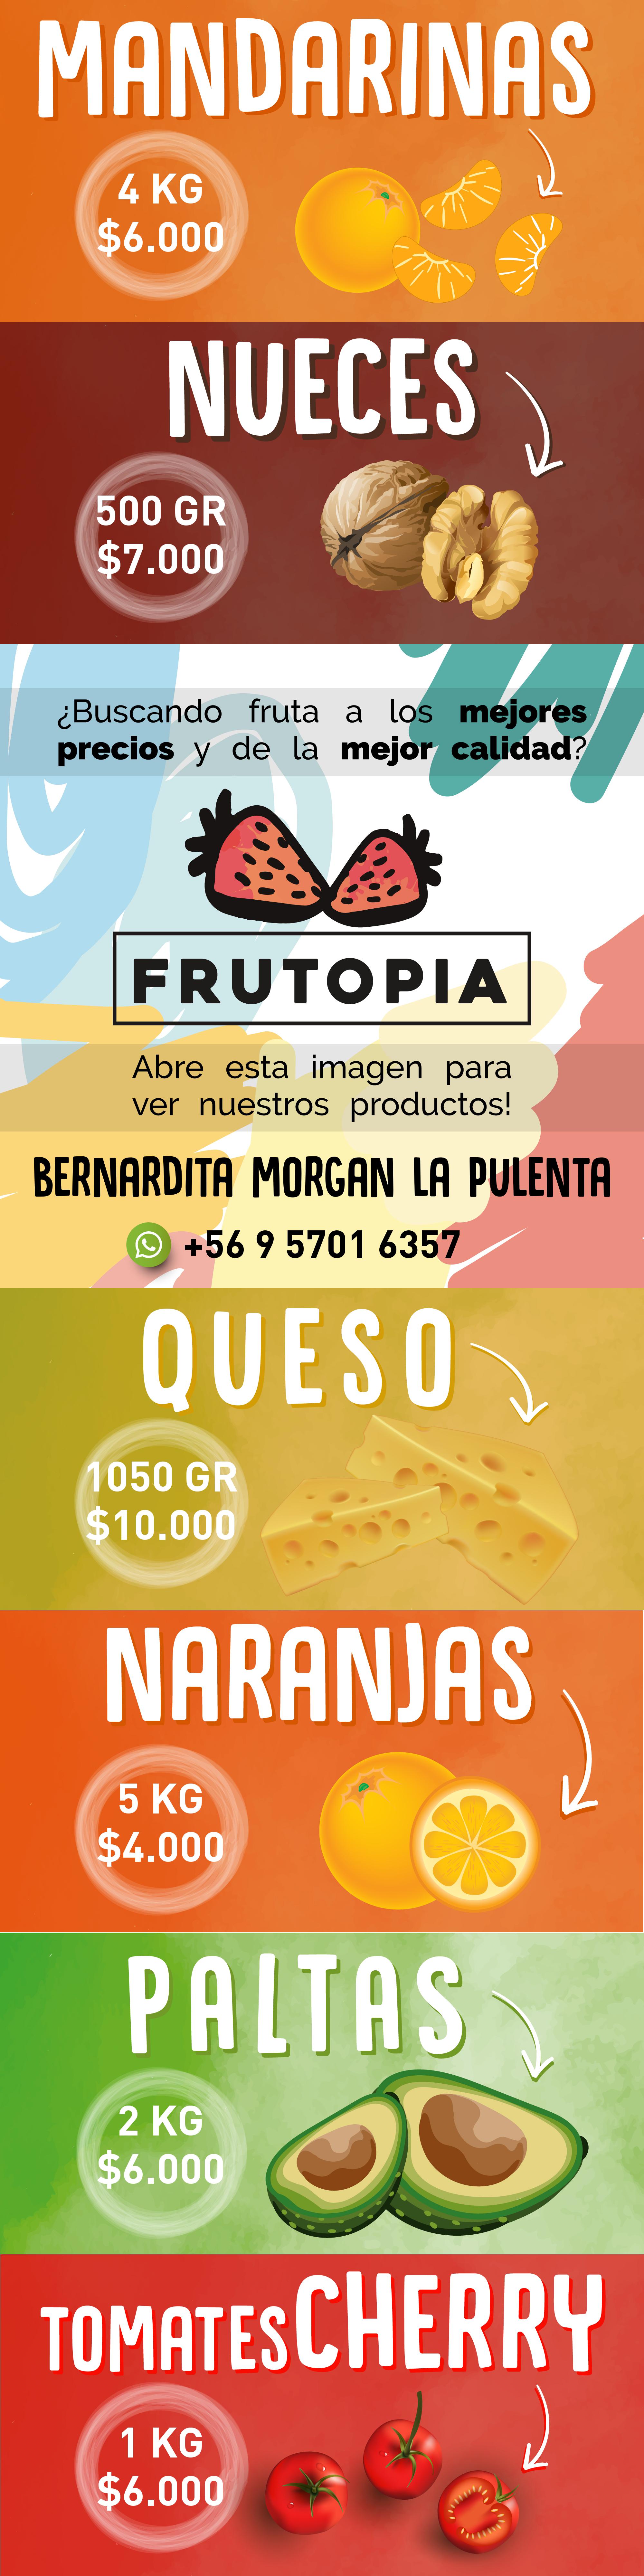 MANDARINAS
4 KG
$6.000
NUECES
500 GR
$7.000
¿Buscando fruta a los mejores
precios y de la mejor calidad?
FRUTOPIA
Abre esta imagen para
ver nuestros productos!
BERNARDITA MORGAN LA PULENTA
+56 9 5701 6357
QUESO
1050 GR
$10.000
NARANJAS
5 KG
$4.000
PALTAS
2 KG
$6.000
TOMATES CHERRY
1 KG
$6.000